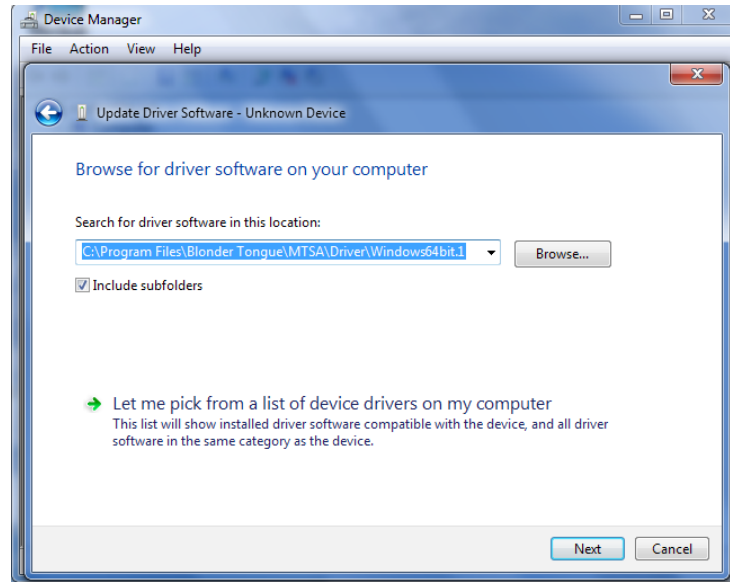 Device Manager
File Action View Help
Update Driver Software - Unknown Device
Browse for driver software on your computer
Search for driver software in this location:
C:\Program Files\Blonder Tongue\MTSA\Driver\Windows64bit.1
Browse...
Include subfolders
Let me pick from a list of device drivers on my computer
This list will show installed driver software compatible with the device, and all driver
software in the same category as the device.
Next Cancel